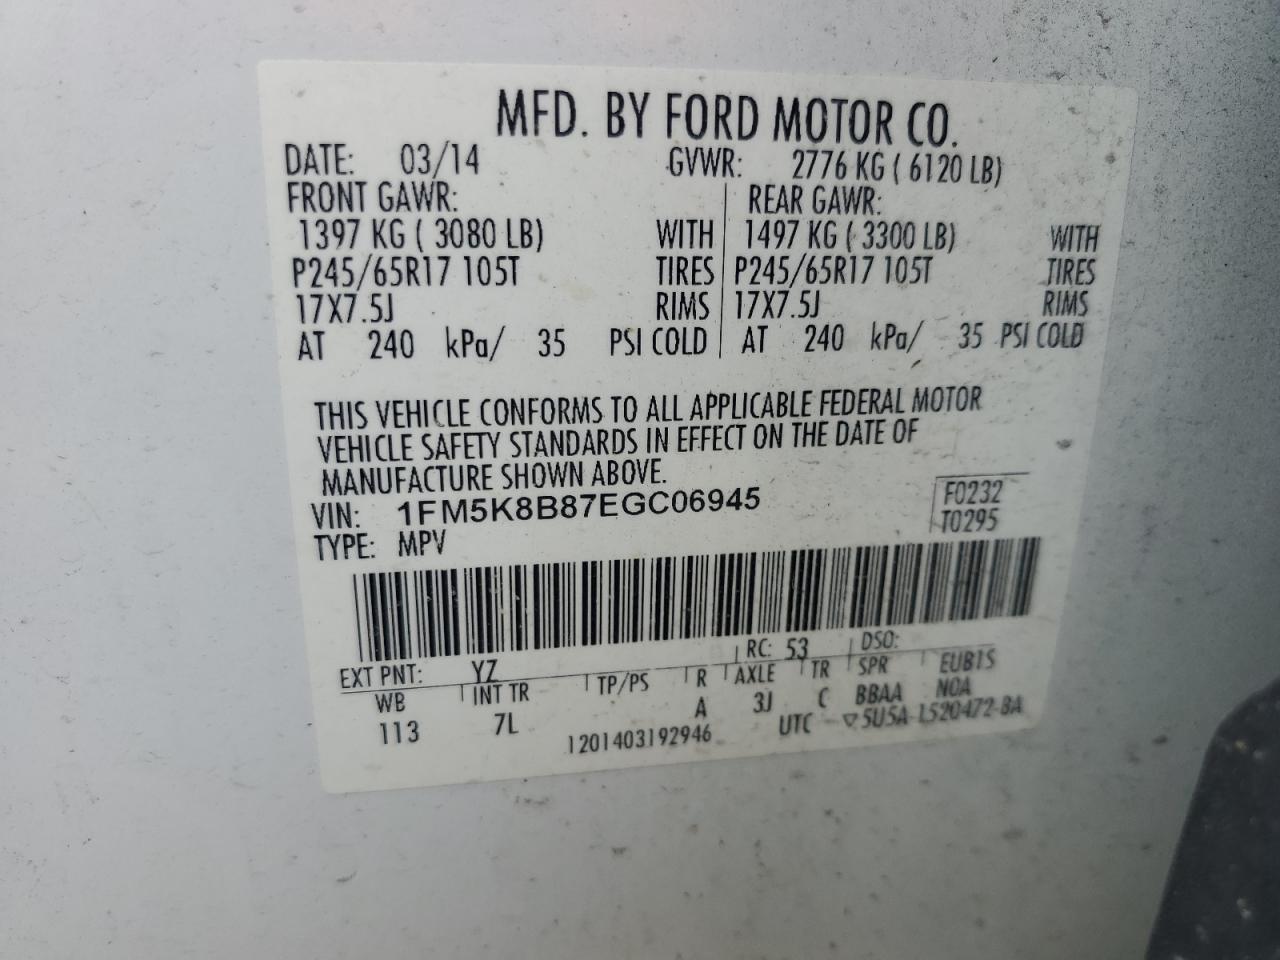 MFD. BY FORD MOTOR CO.
DATE: 03/14 GVWR: 2776 KG ( 6120 LB)
FRONT GAWR: REAR GAWR:
1397 KG ( 3080 LB) WITH 1497 KG ( 3300 LB) WITH
P245/65R17 105T TIRES P245/65R17 105T TIRES
17X7.5J RIMS 17X7.5J RIMS
AT 240 kPa/ 35 PSI COLD AT 240 kPa/ 35 PSI COLD
THIS VEHICLE CONFORMS TO ALL APPLICABLE FEDERAL MOTOR
VEHICLE SAFETY STANDARDS IN EFFECT ON THE DATE OF
MANUFACTURE SHOWN ABOVE.
VIN: 1FM5K8B87EGC06945 F0232
TYPE: MPV T0295
EXT PNT: YZ RC: 53 DSO:
WB INT TR TP/PS R AXLE TR SPR EUB1S
113 7L A 3J C BBAA NOA
1201403192946 UTC ▽5U5A-1520472-BA